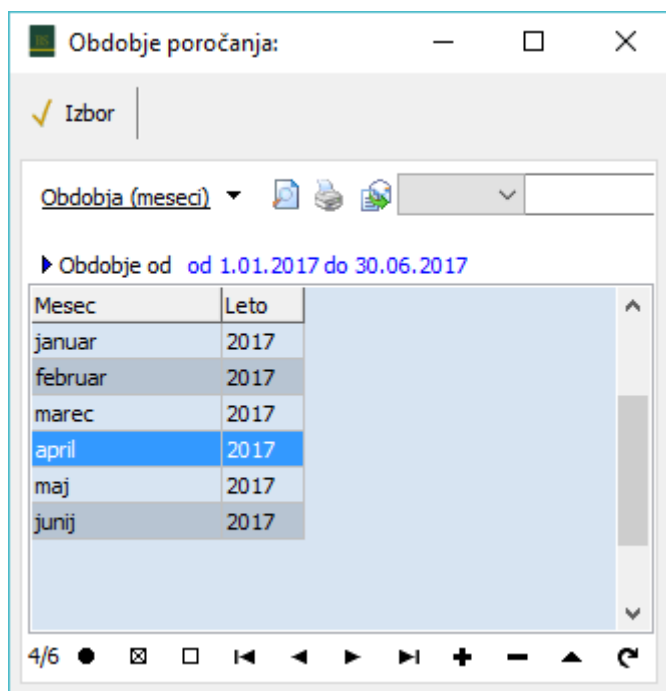 Obdobje poročanja:
Izbor
Obdobja (meseci)
Obdobje od od 1.01.2017 do 30.06.2017
Mesec Leto
januar 2017
februar 2017
marec 2017
april 2017
maj 2017
junij 2017
4/6